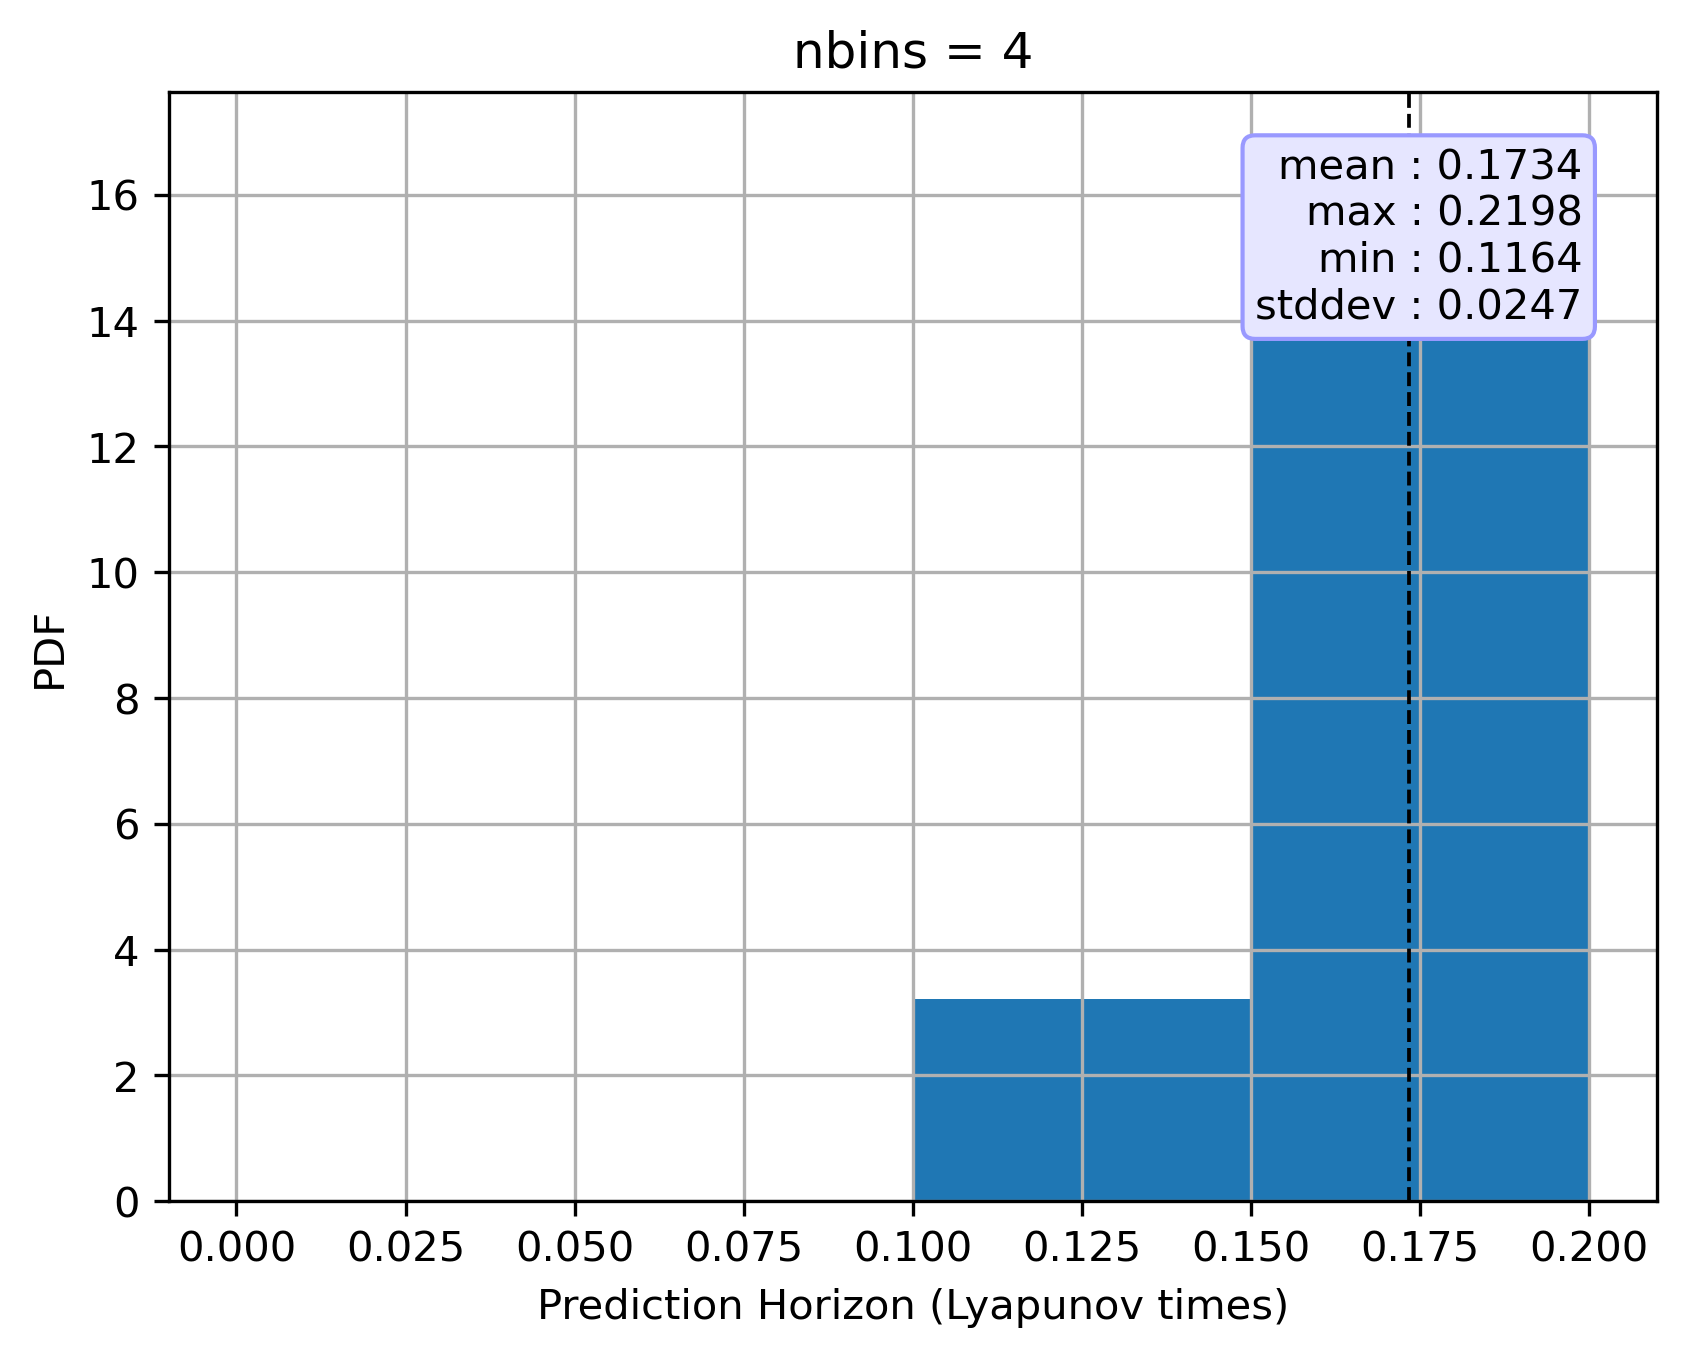 nbins = 4
mean : 0.1734
max : 0.2198
min : 0.1164
stddev : 0.0247
16
14
12
10
8
6
4
2
0
PDF
0.000 0.025 0.050 0.075 0.100 0.125 0.150 0.175 0.200
Prediction Horizon (Lyapunov times)